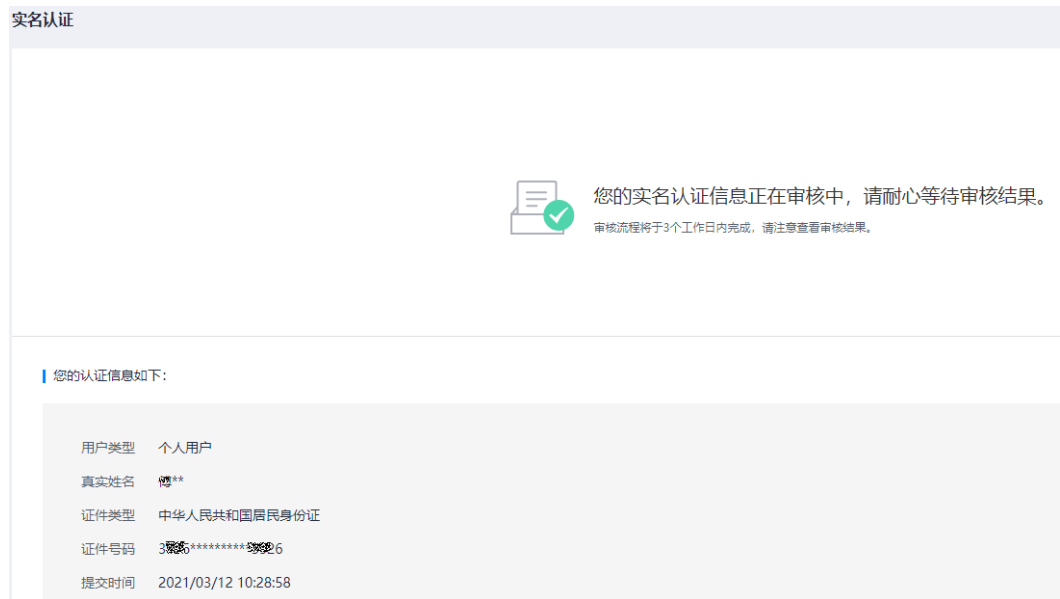 实名认证
您的实名认证信息正在审核中，请耐心等待审核结果。
审核流程将于3个工作日内完成，请注意查看审核结果。
您的认证信息如下：
用户类型 个人用户
真实姓名 **
证件类型 中华人民共和国居民身份证
证件号码 3**********26
提交时间 2021/03/12 10:28:58